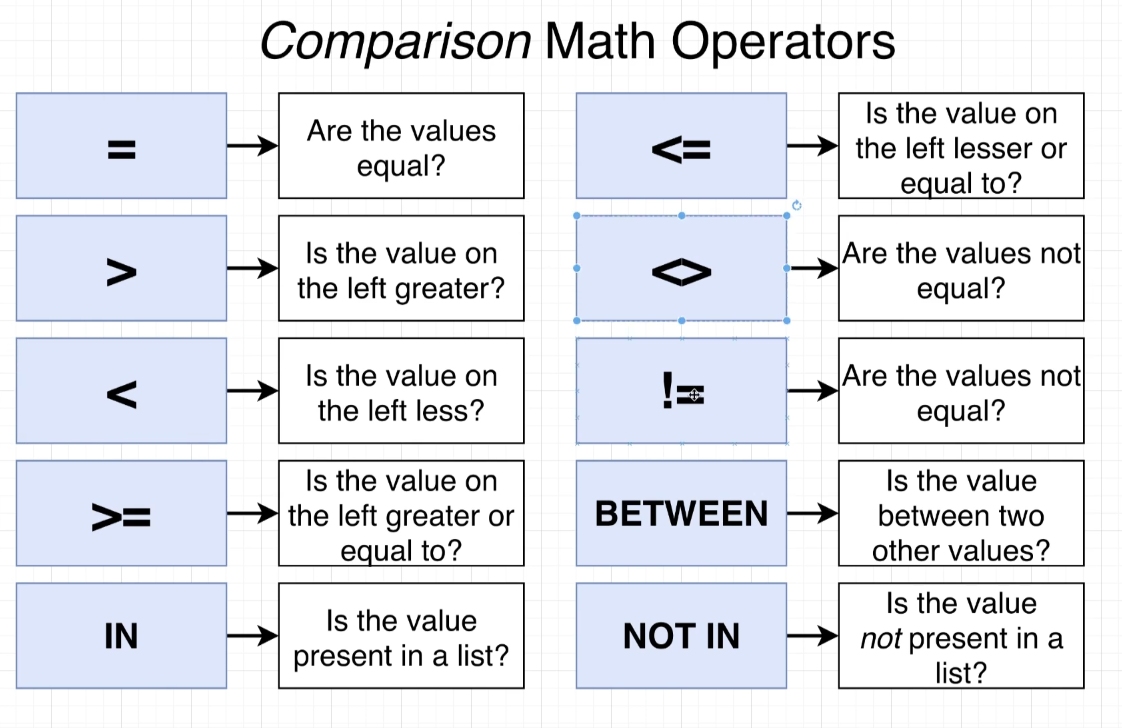 Comparison Math Operators
=
Are the values
equal?
<=
Is the value on
the left lesser or
equal to?
>
Is the value on
the left greater?
<>
Are the values not
equal?
<
Is the value on
the left less?
!=
Are the values not
equal?
>=
Is the value on
the left greater or
equal to?
BETWEEN
Is the value
between two
other values?
IN
Is the value
present in a list?
NOT IN
Is the value
not present in a
list?